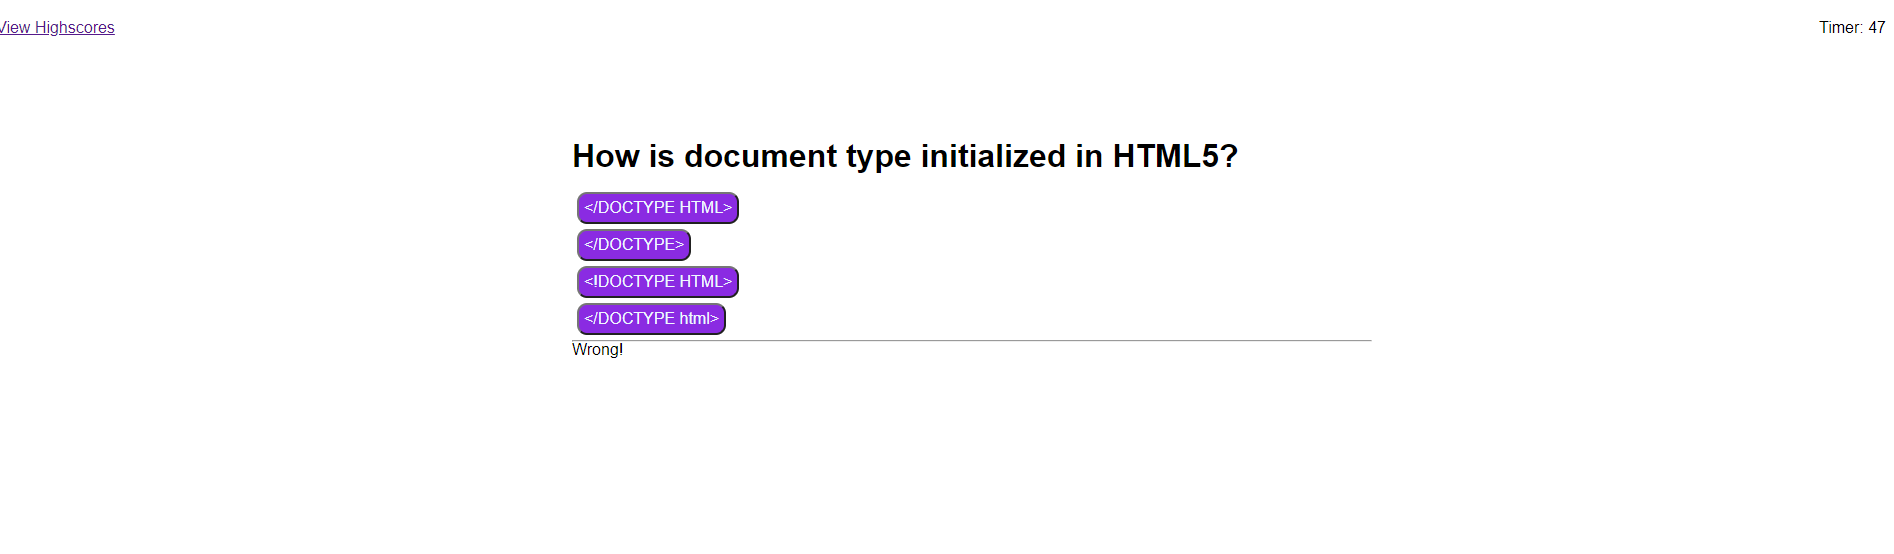 View Highscores
Timer: 47
How is document type initialized in HTML5?
</DOCTYPE HTML>
</DOCTYPE>
<!DOCTYPE HTML>
</DOCTYPE html>
Wrong!